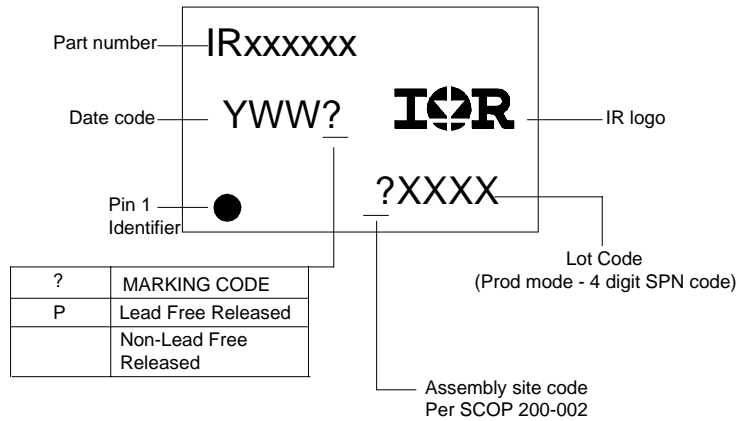 Part number
IRxxxxxx
Date code
YWW?
IOR
IR logo
Pin 1
Identifier
?XXXX
Lot Code
(Prod mode - 4 digit SPN code)
? MARKING CODE
P Lead Free Released
Non-Lead Free
Released
Assembly site code
Per SCOP 200-002